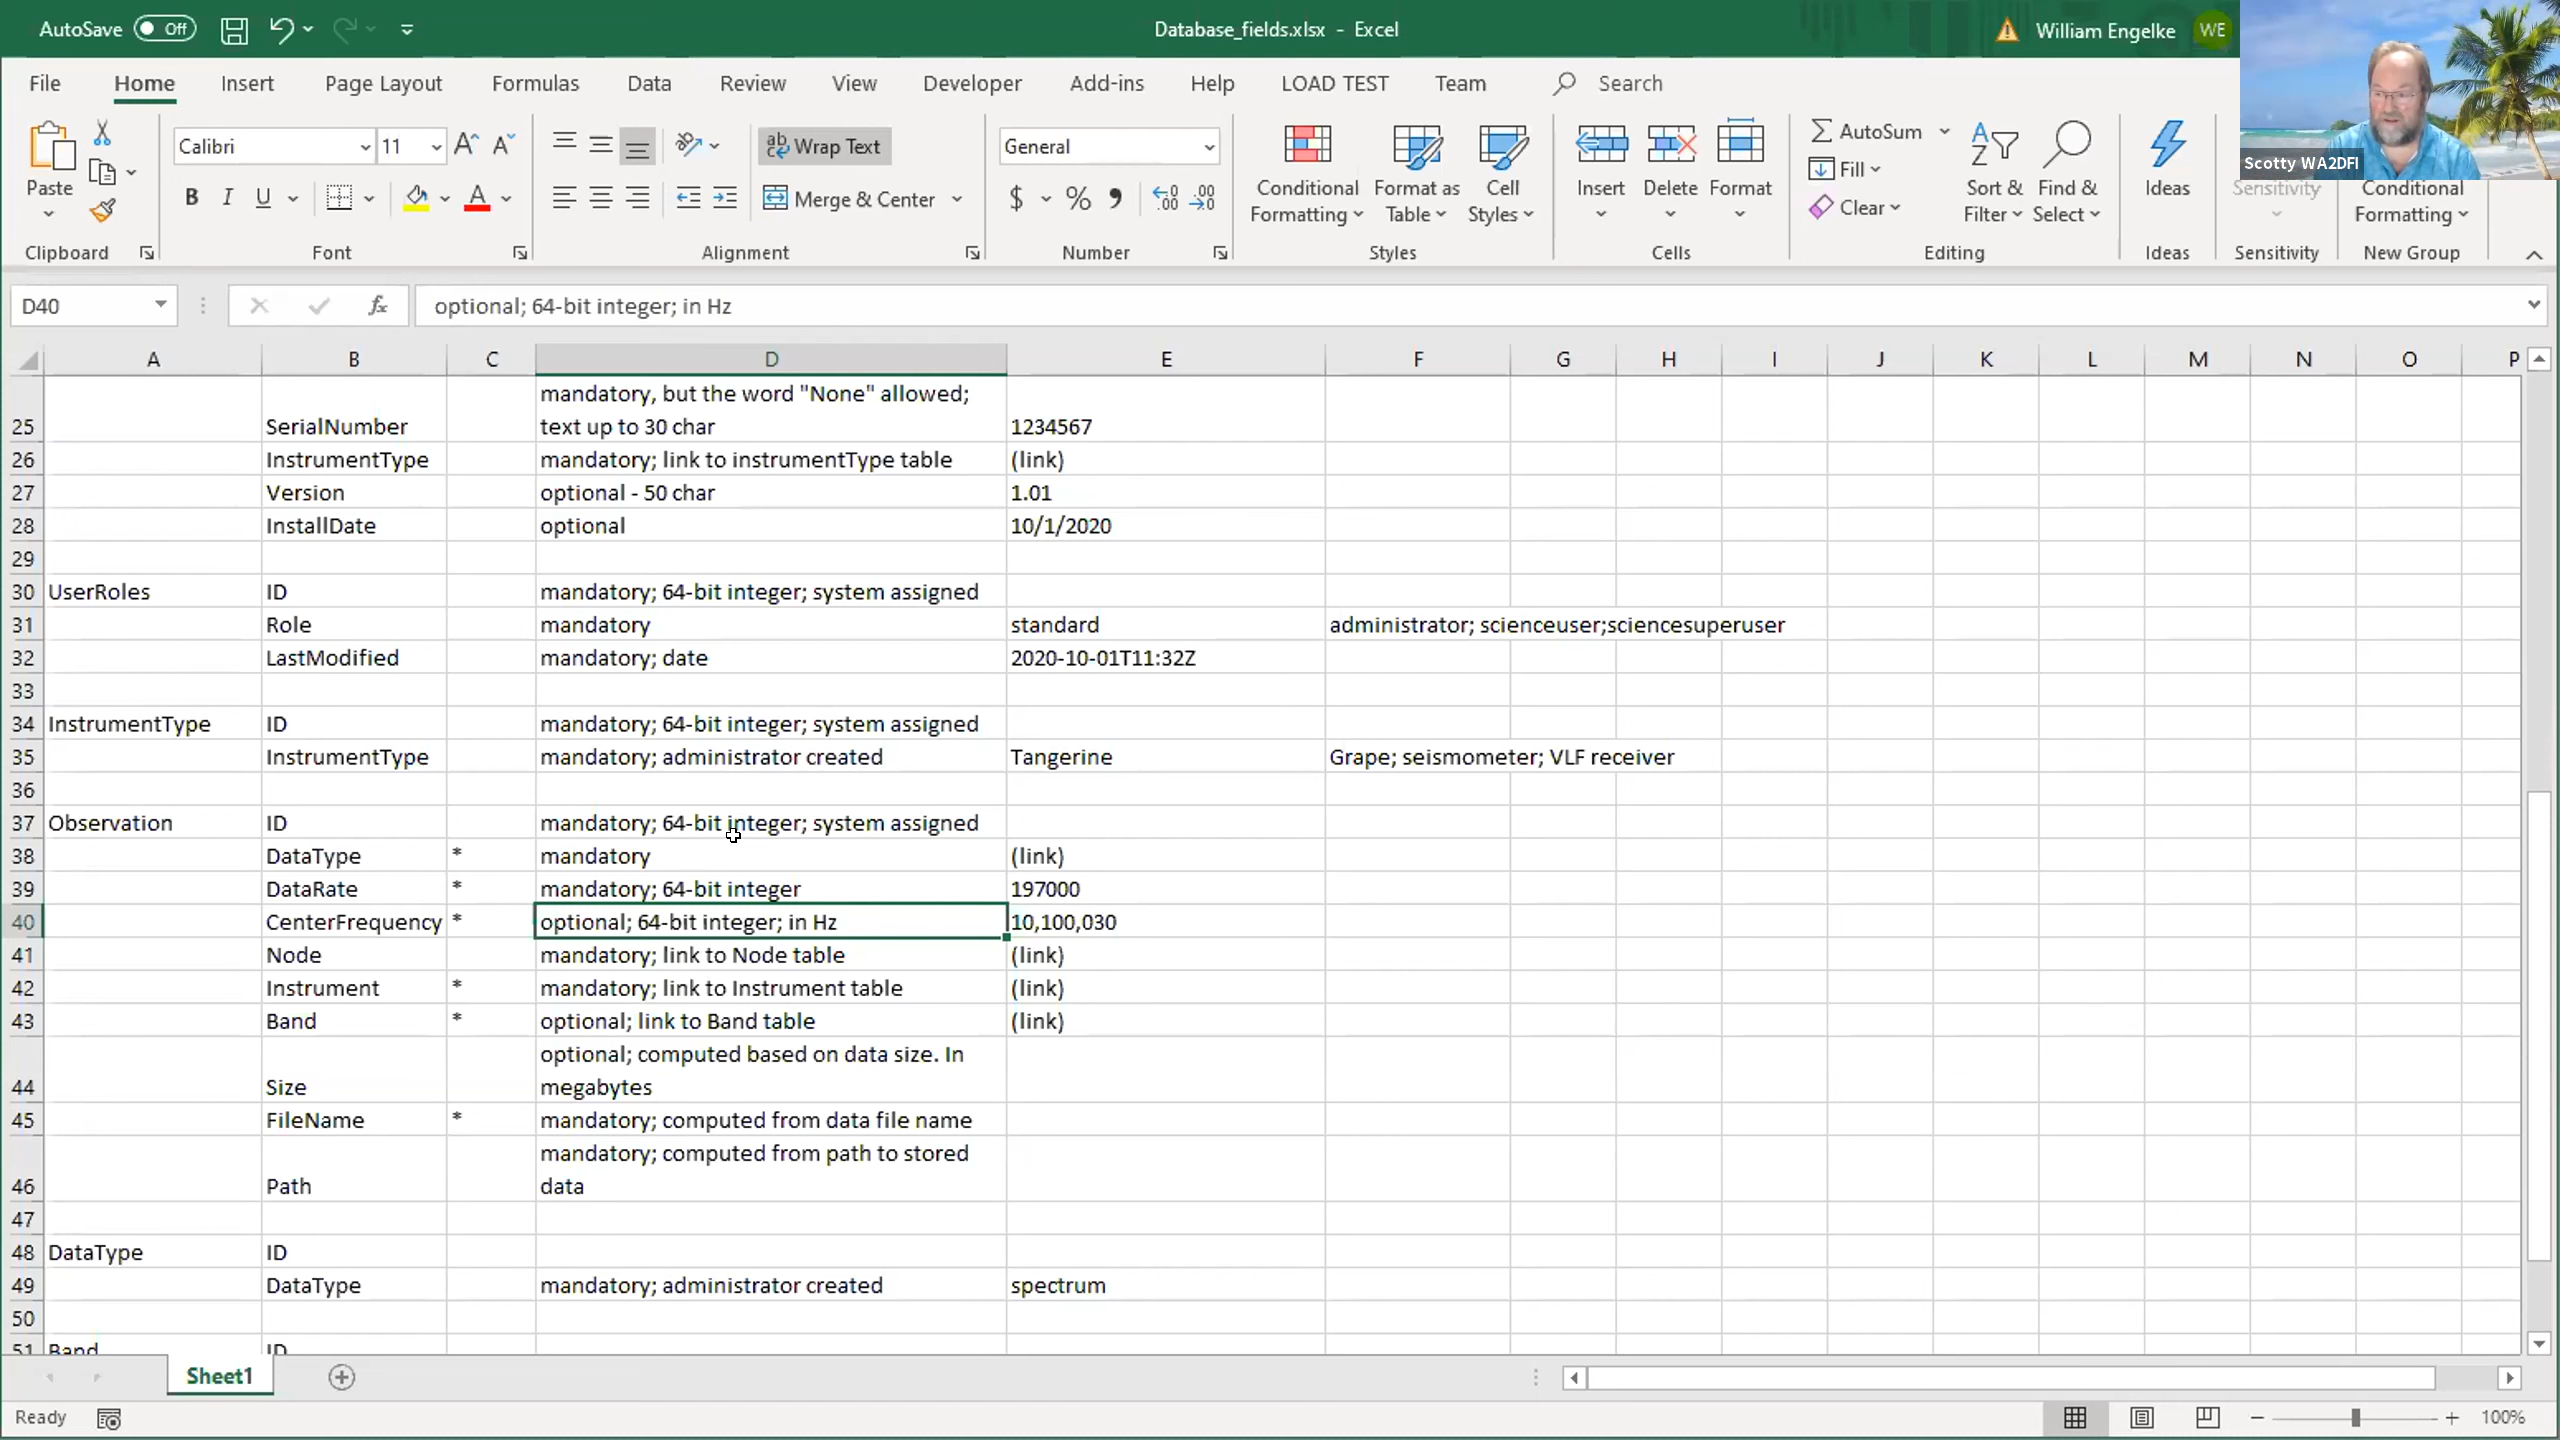 AutoSave Off Database_fields.xlsx - Excel William Engelke WE
File Home Insert Page Layout Formulas Data Review View Developer Add-ins Help LOAD TEST Team Search
Scotty WA2DFI
Paste
Calibri 11
B I U
Wrap Text
Merge & Center
General
$ %
Conditional Formatting
Format as Table
Cell Styles
Insert
Delete
Format
AutoSum
Fill
Clear
Sort & Filter
Find & Select
Ideas
Sensitivity
Conditional Formatting
Clipboard Font Alignment Number Styles Cells Editing Ideas Sensitivity New Group
D40 fx optional; 64-bit integer; in Hz
A B C D E F G H I J K L M N O P
25 SerialNumber mandatory, but the word "None" allowed; text up to 30 char 1234567
26 InstrumentType mandatory; link to instrumentType table (link)
27 Version optional - 50 char 1.01
28 InstallDate optional 10/1/2020
29
30 UserRoles ID mandatory; 64-bit integer; system assigned
31 Role mandatory standard administrator; scienceuser;sciencesuperuser
32 LastModified mandatory; date 2020-10-01T11:32Z
33
34 InstrumentType ID mandatory; 64-bit integer; system assigned
35 InstrumentType mandatory; administrator created Tangerine Grape; seismometer; VLF receiver
36
37 Observation ID mandatory; 64-bit integer; system assigned
38 DataType * mandatory (link)
39 DataRate * mandatory; 64-bit integer 197000
40 CenterFrequency * optional; 64-bit integer; in Hz 10,100,030
41 Node mandatory; link to Node table (link)
42 Instrument * mandatory; link to Instrument table (link)
43 Band * optional; link to Band table (link)
44 Size optional; computed based on data size. In megabytes
45 FileName * mandatory; computed from data file name
46 Path mandatory; computed from path to stored data
47
48 DataType ID
49 DataType mandatory; administrator created spectrum
50
51 Band ID
Sheet1
Ready 100%